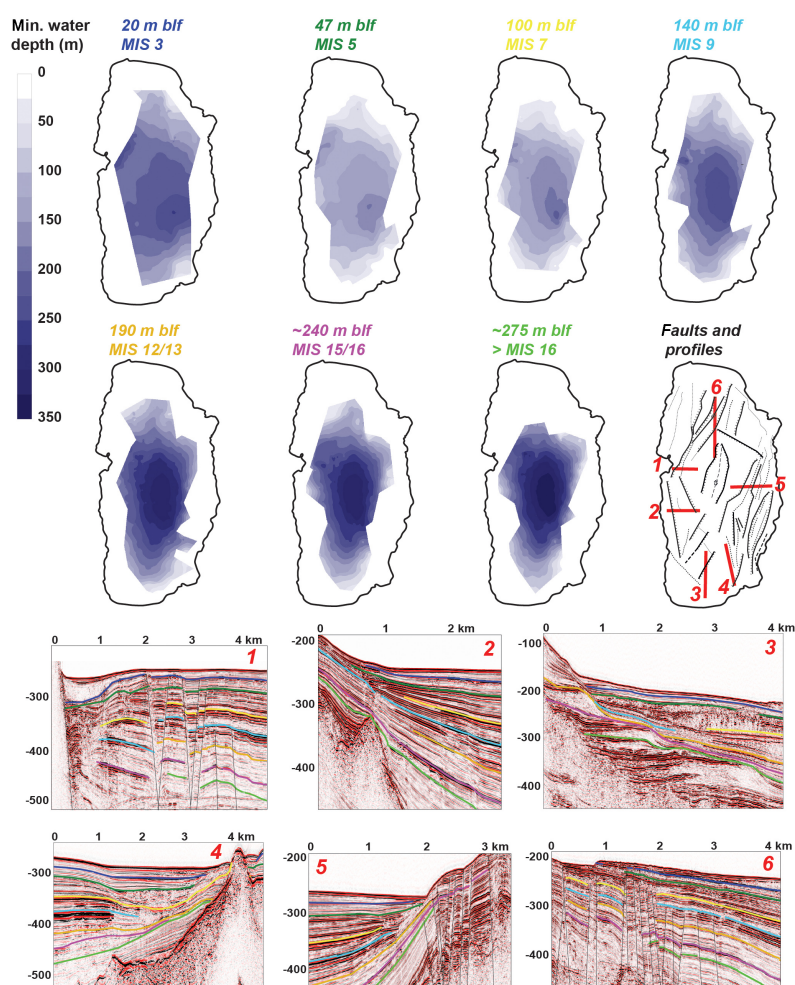 Min. water
depth (m)
20 m blf
MIS 3
47 m blf
MIS 5
100 m blf
MIS 7
140 m blf
MIS 9
0
50
100
150
200
250
300
350
190 m blf
MIS 12/13
~240 m blf
MIS 15/16
~275 m blf
> MIS 16
Faults and
profiles
6
1
5
2
3
4
0 1 2 3 4 km
1
-300
-400
-500
0 1 2 km
2
-200
-300
-400
0 1 2 3 4
3
-100
-200
-300
-400
0 1 2 3 4 km
4
-300
-400
-500
0 1 2 3 km
5
-200
-300
-400
0 1 2 3 4 km
6
-200
-300
-400